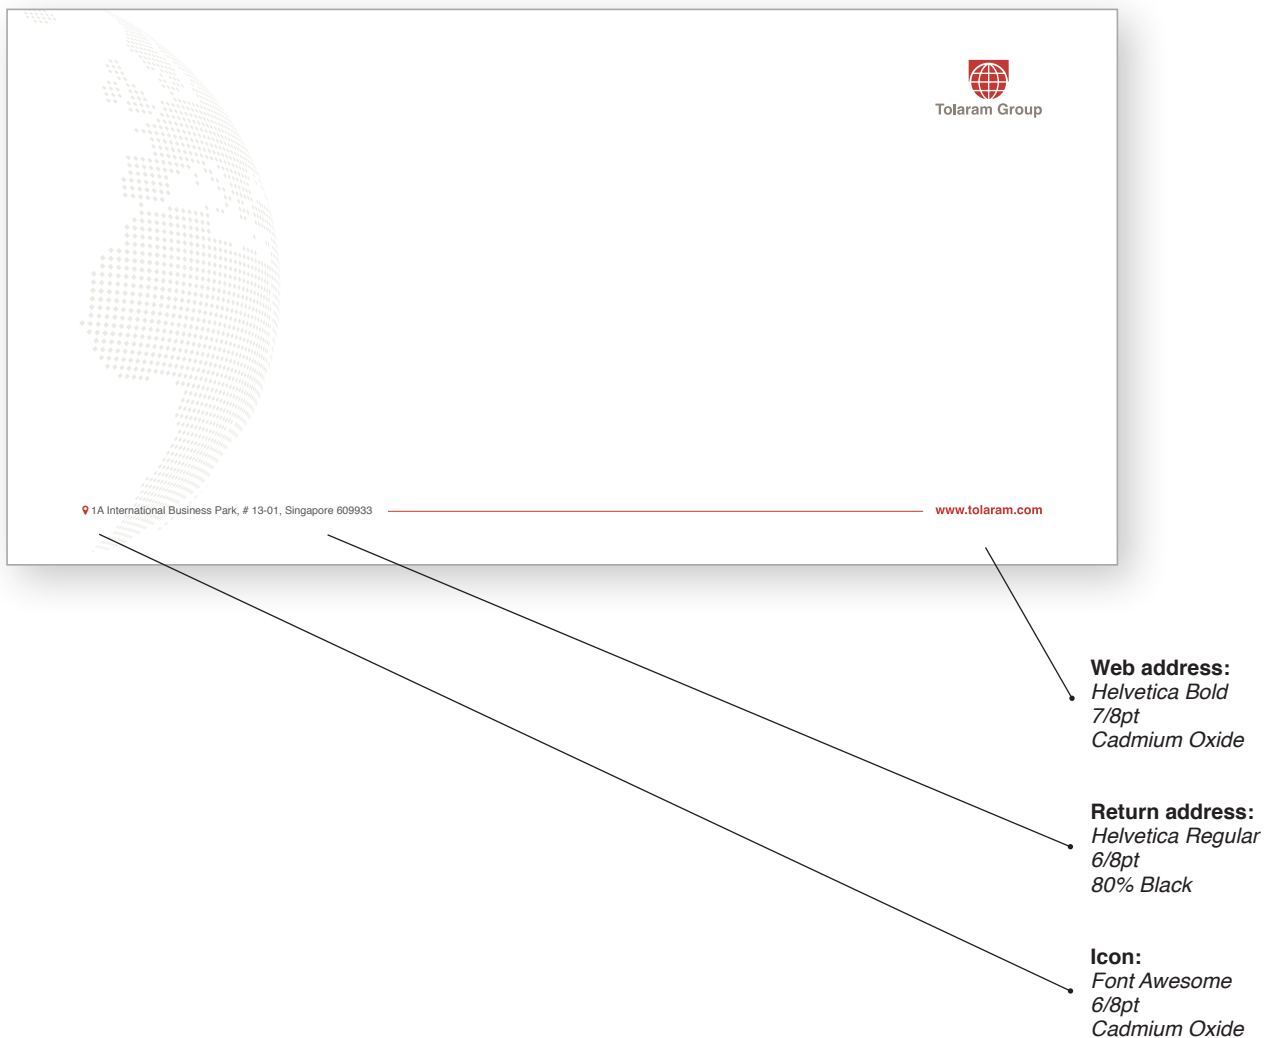 Tolaram Group
1A International Business Park, # 13-01, Singapore 609933
www.tolaram.com
Web address:
Helvetica Bold
7/8pt
Cadmium Oxide
Return address:
Helvetica Regular
6/8pt
80% Black
Icon:
Font Awesome
6/8pt
Cadmium Oxide